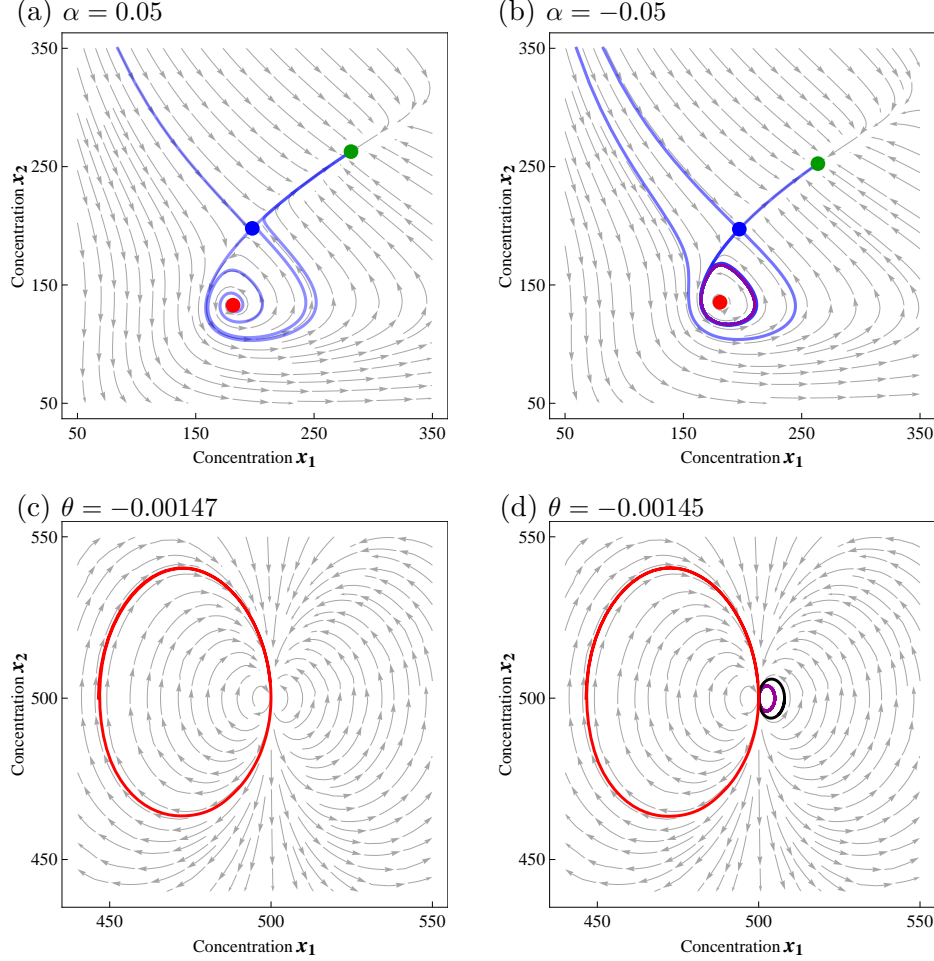 (a) α = 0.05
(b) α = −0.05
350
250
150
50
Concentration x₂
50 150 250 350
Concentration x₁
350
250
150
50
Concentration x₂
50 150 250 350
Concentration x₁
(c) θ = −0.00147
(d) θ = −0.00145
550
500
450
Concentration x₂
450 500 550
Concentration x₁
550
500
450
Concentration x₂
450 500 550
Concentration x₁